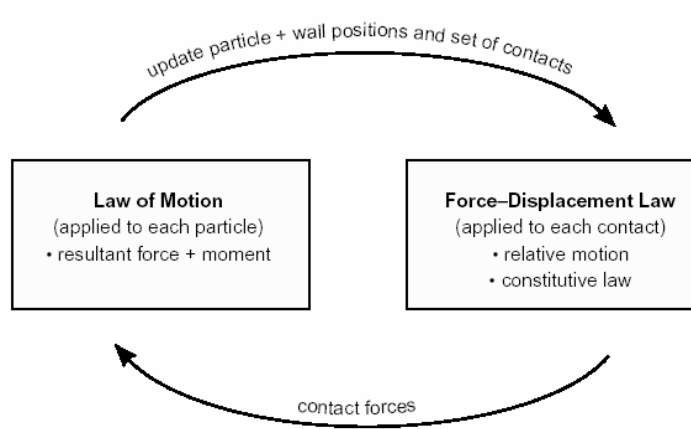 update particle + wall positions and set of contacts
Law of Motion
(applied to each particle)
• resultant force + moment
Force–Displacement Law
(applied to each contact)
• relative motion
• constitutive law
contact forces